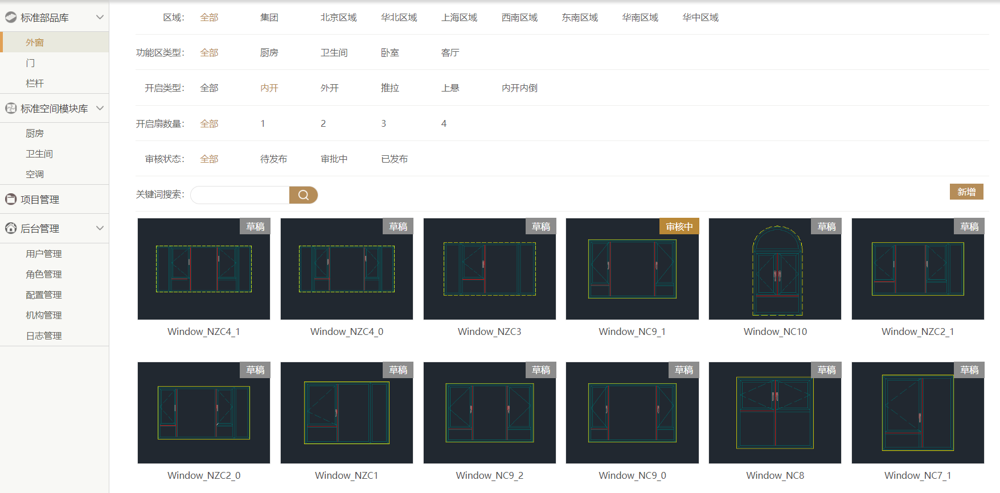 标准部品库
外窗
门
栏杆
标准空间模块库
厨房
卫生间
空调
项目管理
后台管理
用户管理
角色管理
配置管理
机构管理
日志管理
区域： 全部 集团 北京区域 华北区域 上海区域 西南区域 东南区域 华南区域 华中区域
功能区类型： 全部 厨房 卫生间 卧室 客厅
开启类型： 全部 内开 外开 推拉 上悬 内开内倒
开启扇数量： 全部 1 2 3 4
审核状态： 全部 待发布 审批中 已发布
关键词搜索： 新增
草稿 草稿 草稿 审核中 草稿 草稿
Window_NZC4_1 Window_NZC4_0 Window_NZC3 Window_NC9_1 Window_NC10 Window_NZC2_1
草稿 草稿 草稿 草稿 草稿 草稿
Window_NZC2_0 Window_NZC1 Window_NC9_2 Window_NC9_0 Window_NC8 Window_NC7_1